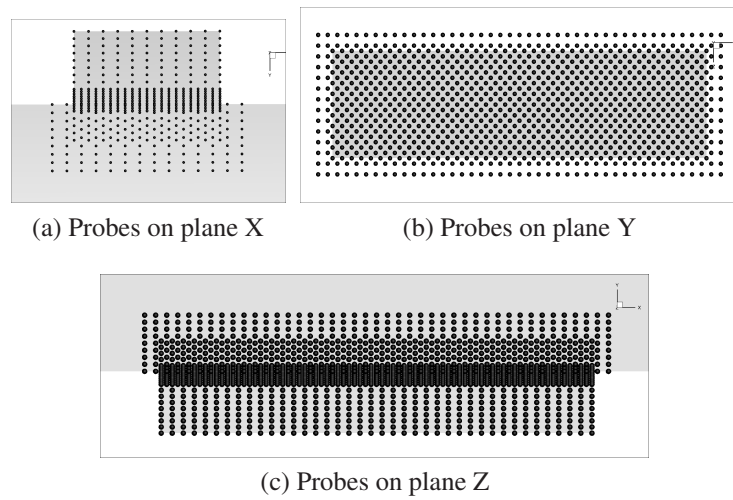 (a) Probes on plane X
(b) Probes on plane Y
Y
X
(c) Probes on plane Z